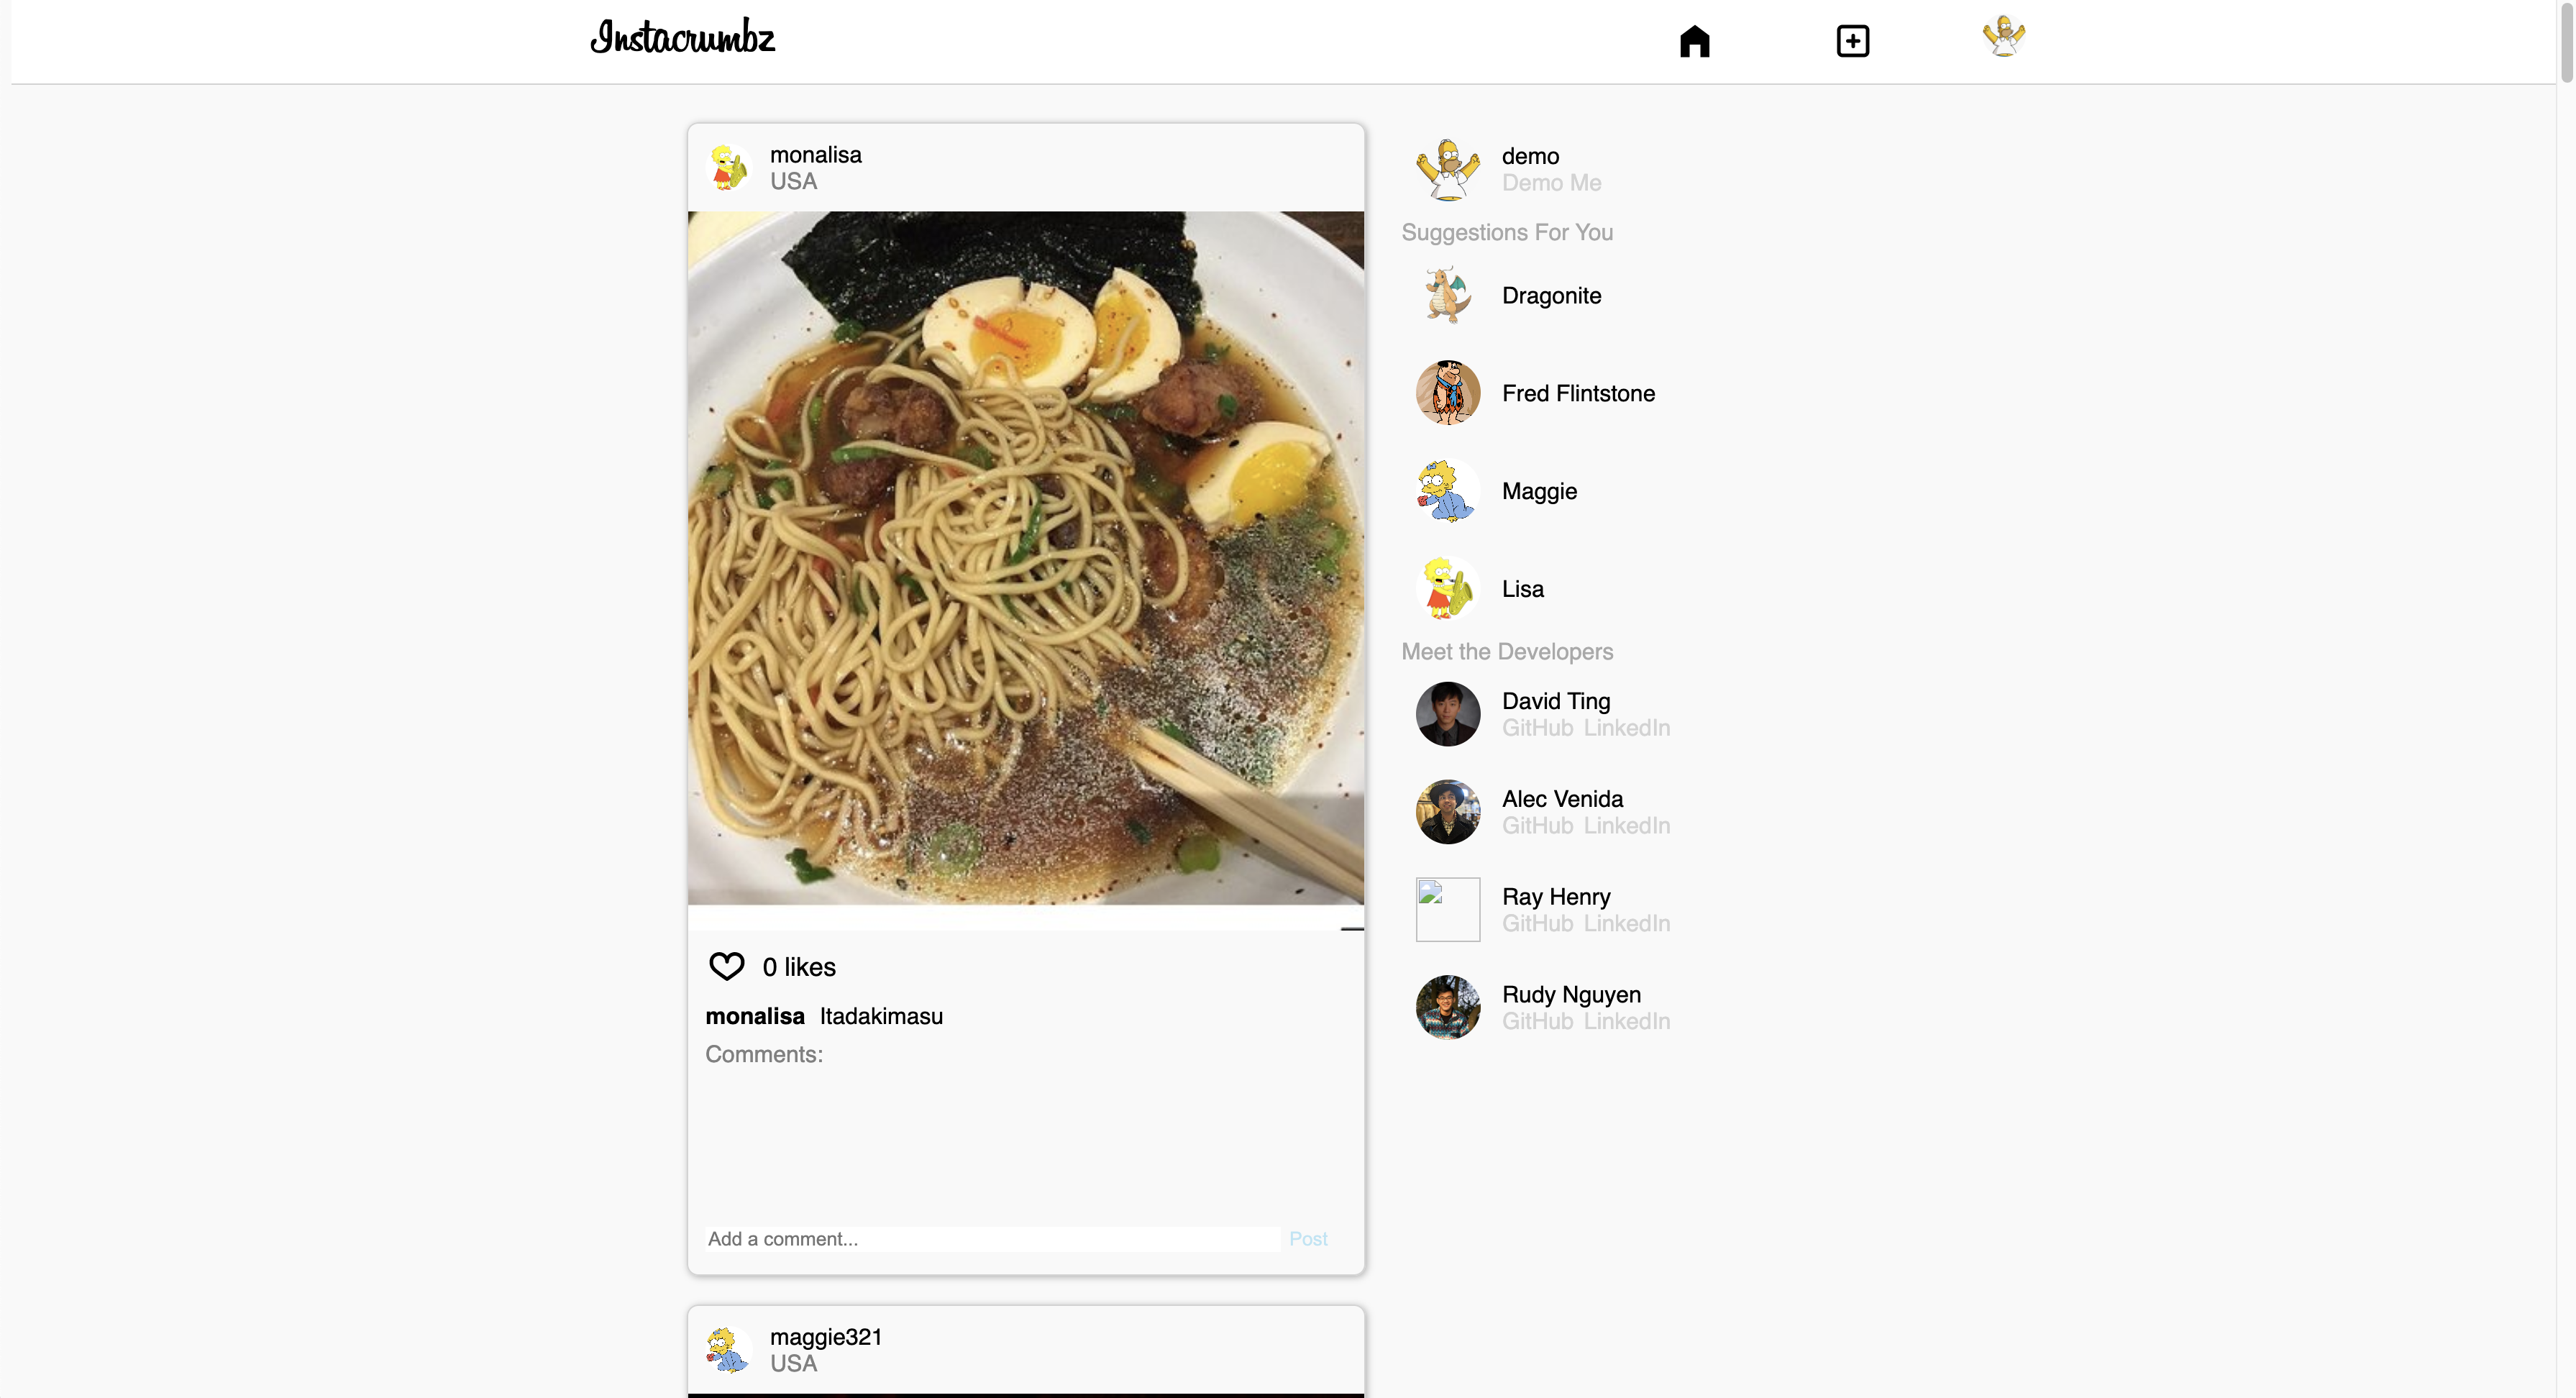 Instacrumbz
monalisa
USA
0 likes
monalisa Itadakimasu
Comments:
Add a comment... Post
maggie321
USA
demo
Demo Me
Suggestions For You
Dragonite
Fred Flintstone
Maggie
Lisa
Meet the Developers
David Ting
GitHub LinkedIn
Alec Venida
GitHub LinkedIn
Ray Henry
GitHub LinkedIn
Rudy Nguyen
GitHub LinkedIn